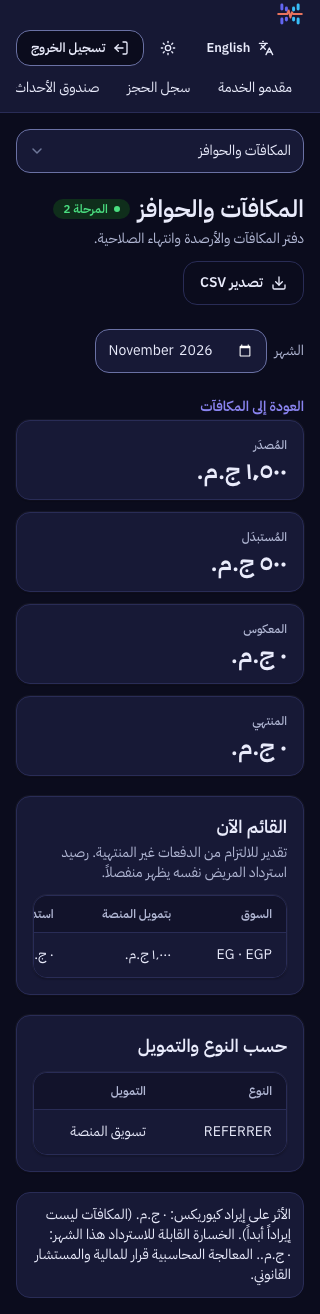 English
تسجيل الخروج
مقدمو الخدمة
سجل الحجز
صندوق الأحداث
المكافآت والحوافز
المكافآت والحوافز
المرحلة 2
دفتر المكافآت والأرصدة وانتهاء الصلاحية.
تصدير CSV
الشهر
November 2026
العودة إلى المكافآت
المُصدَر
١٬٥٠٠ ج.م.
المُستبدَل
٥٠٠ ج.م.
المعكوس
٠ ج.م.
المنتهي
٠ ج.م.
القائم الآن
تقدير للالتزام من الدفعات غير المنتهية. رصيد
استرداد المريض نفسه يظهر منفصلاً.
السوق
بتمويل المنصة
EG · EGP
١٬٠٠٠ ج.م.
٠ ج.
حسب النوع والتمويل
النوع
التمويل
REFERRER
تسويق المنصة
الأثر على إيراد كيوريكس: ٠ ج.م. (المكافآت ليست
إيراداً أبداً). الخسارة القابلة للاسترداد هذا الشهر:
٠ ج.م.. المعالجة المحاسبية قرار للمالية والمستشار
القانوني.